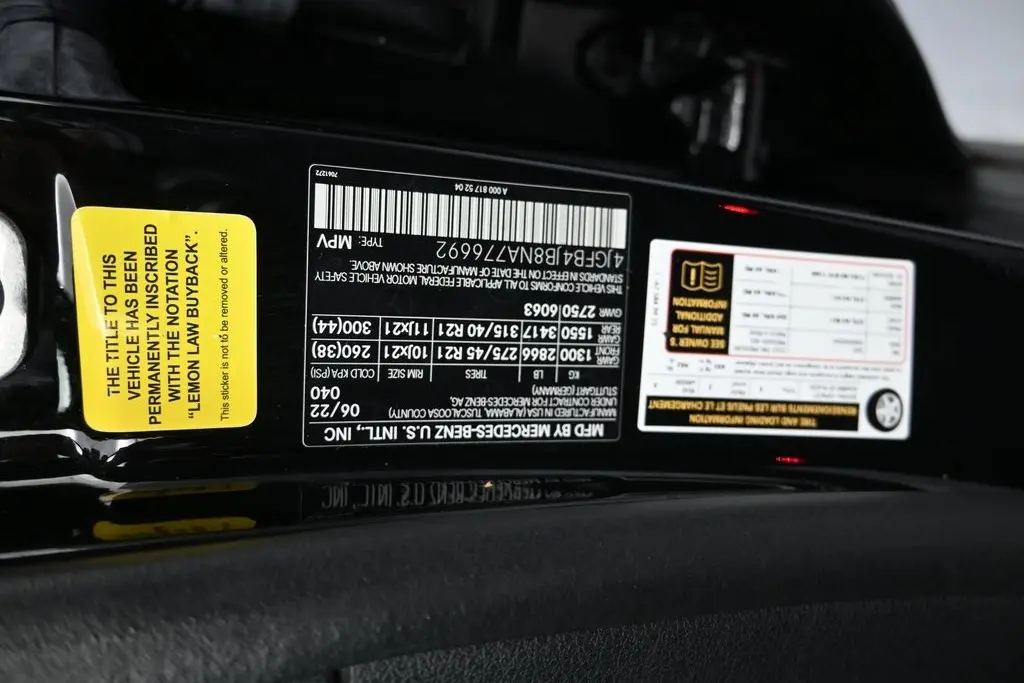 THE TITLE TO THIS
VEHICLE HAS BEEN
PERMANENTLY INSCRIBED
WITH THE NOTATION
“LEMON LAW BUYBACK”.
This sticker is not to be removed or altered.
MFD BY MERCEDES-BENZ U.S. INTL., INC
MANUFACTURED IN USA (ALABAMA, TUSCALOOSA COUNTY)
UNDER CONTRACT FOR MERCEDES-BENZ AG,
STUTTGART (GERMANY)
06/22 040
KG LB TIRES RIM SIZE COLD KPA (PSI)
GAWR FRONT 1300 2866 275/45 R21 10Jx21 260(38)
GAWR REAR 1550 3417 315/40 R21 11Jx21 300(44)
GVWR 2750 6063
THIS VEHICLE CONFORMS TO ALL APPLICABLE FEDERAL MOTOR VEHICLE SAFETY
STANDARDS IN EFFECT ON THE DATE OF MANUFACTURE SHOWN ABOVE.
4JGFB4JB8NA776692 TYPE: MPV
A 000 817 52 04
7061272
TIRE AND LOADING INFORMATION
RENSEIGNEMENTS SUR LES PNEUS ET LE CHARGEMENT
SEE OWNER'S
MANUAL FOR
ADDITIONAL
INFORMATION